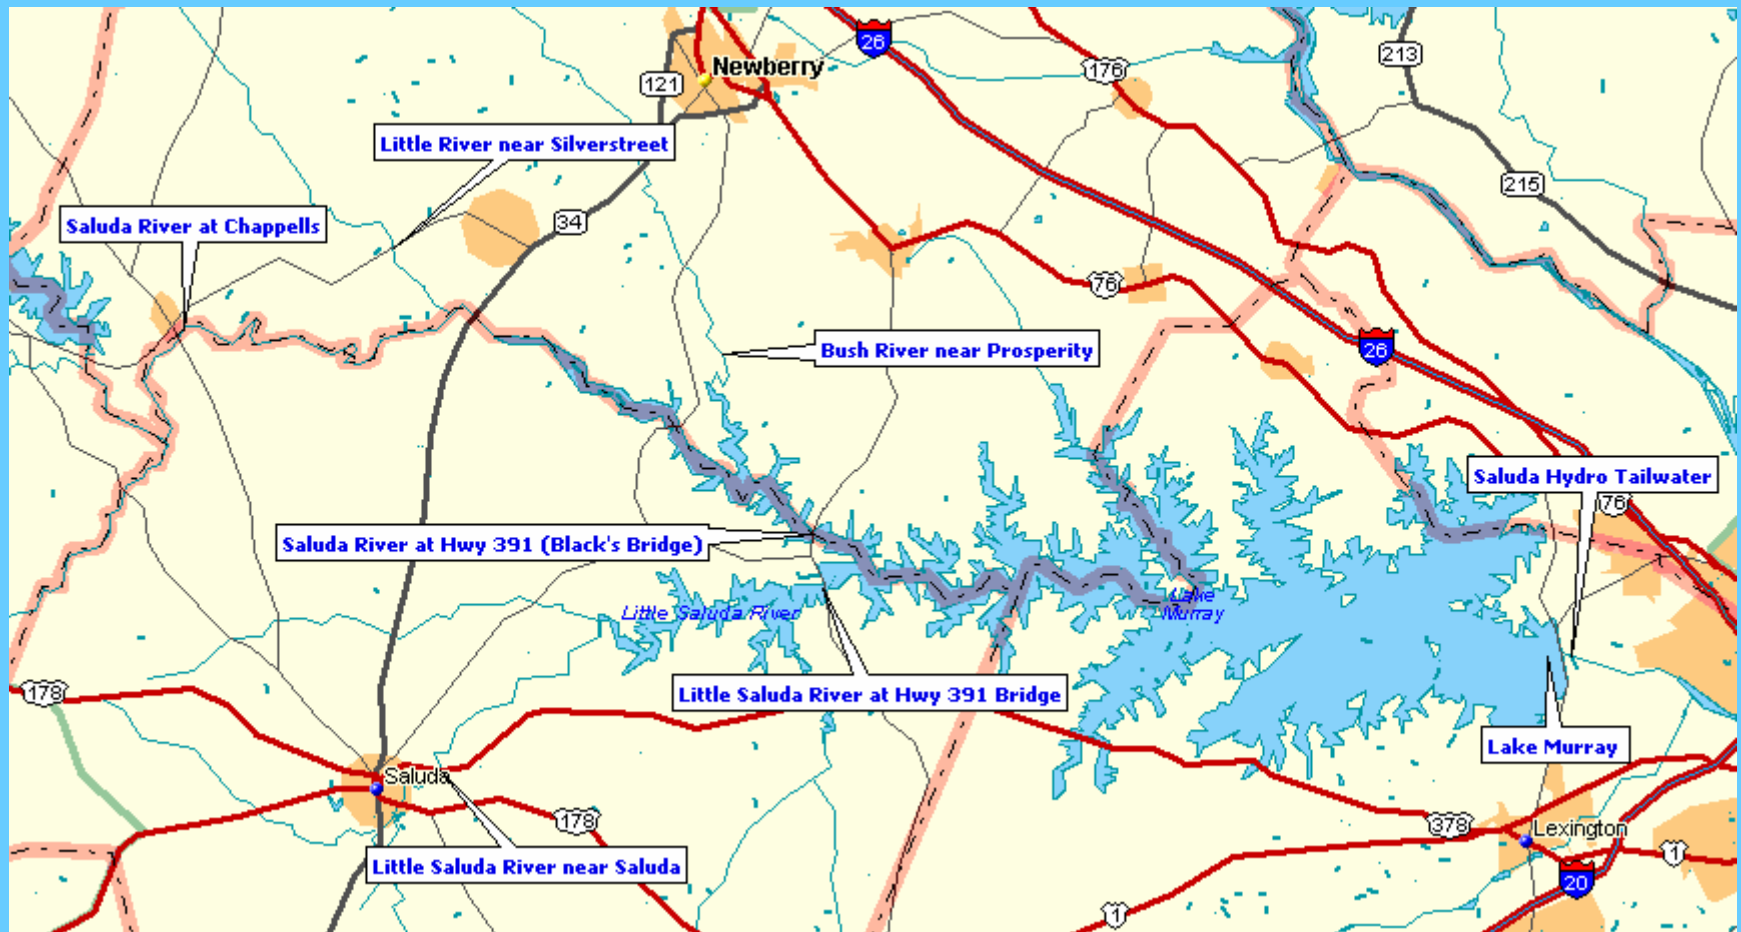 26
213
Newberry
176
121
Little River near Silverstreet
215
Saluda River at Chappells
34
76
26
Bush River near Prosperity
Saluda Hydro Tailwater
76
Saluda River at Hwy 391 (Black's Bridge)
Little Saluda River
Lake
Murray
178
Little Saluda River at Hwy 391 Bridge
Lake Murray
Saluda
178
378
Lexington
1
Little Saluda River near Saluda
20
1